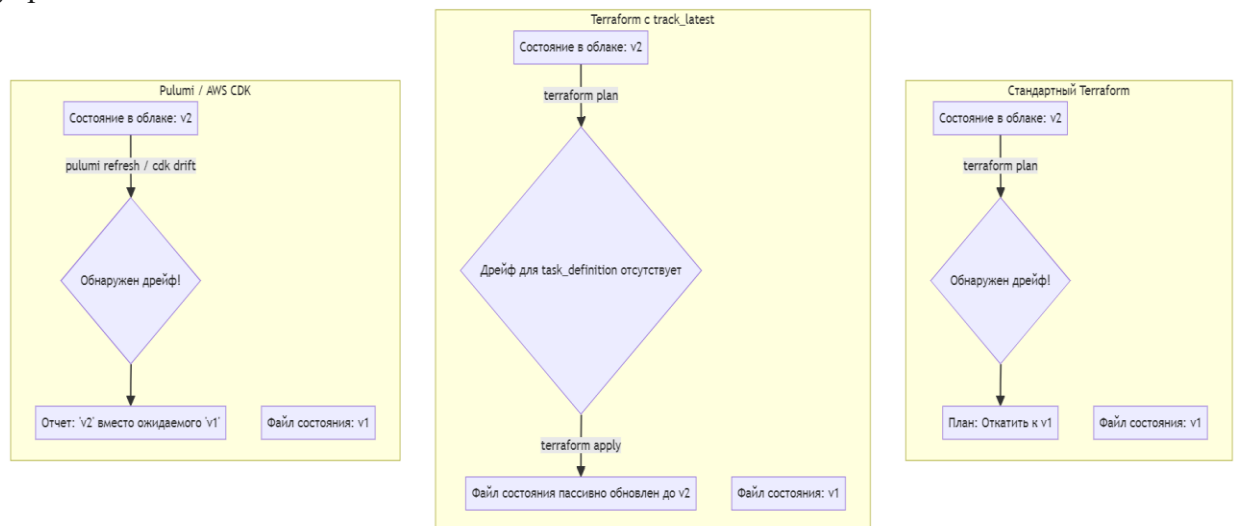 Pulumi / AWS CDK
Состояние в облаке: v2
pulumi refresh / cdk drift
Обнаружен дрейф!
Отчет: 'v2' вместо ожидаемого 'v1'
Файл состояния: v1
Terraform с track_latest
Состояние в облаке: v2
terraform plan
Дрейф для task_definition отсутствует
terraform apply
Файл состояния пассивно обновлен до v2
Файл состояния: v1
Стандартный Terraform
Состояние в облаке: v2
terraform plan
Обнаружен дрейф!
План: Откатить к v1
Файл состояния: v1